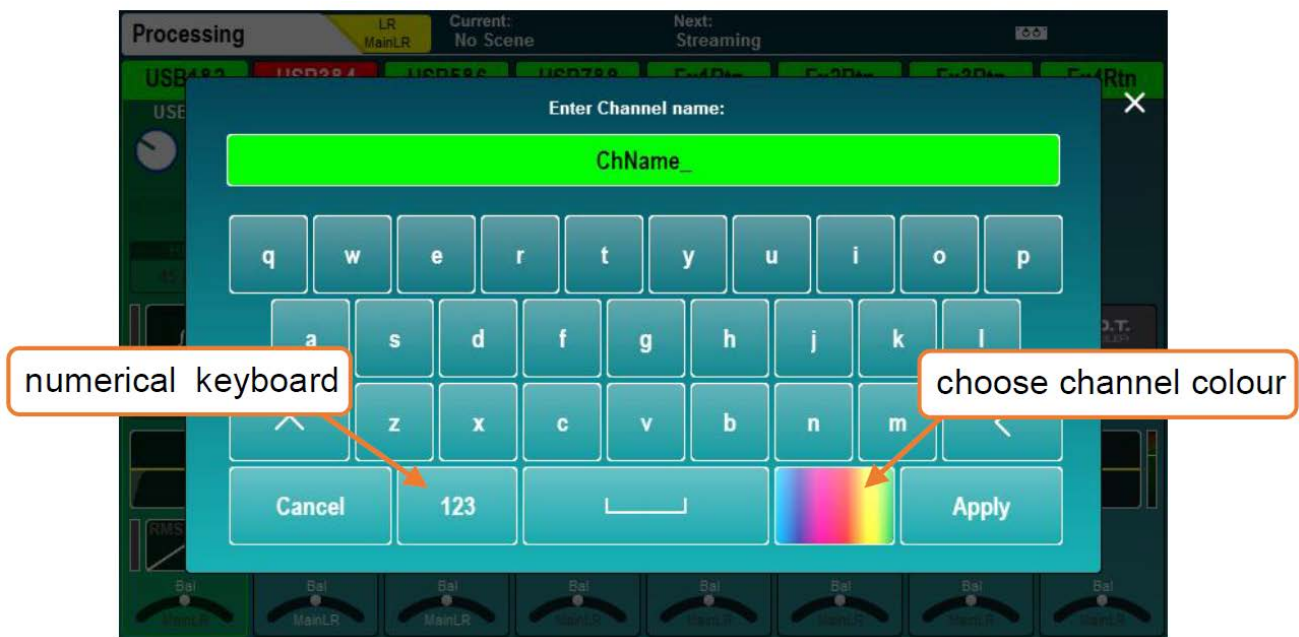 Processing
LR
MainLR
Current:
No Scene
Next:
Streaming
USB1&2 USB3&4 USB5&6 USB7&8 Fx1Rtn Fx2Rtn Fx3Rtn Fx4Rtn
Enter Channel name:
ChName_
q w e r t y u i o p
a s d f g h j k l
numerical keyboard
choose channel colour
z x c v b n m
Cancel 123 Apply
RMS
Bal Bal Bal Bal Bal Bal Bal Bal
MainLR MainLR MainLR MainLR MainLR MainLR MainLR MainLR